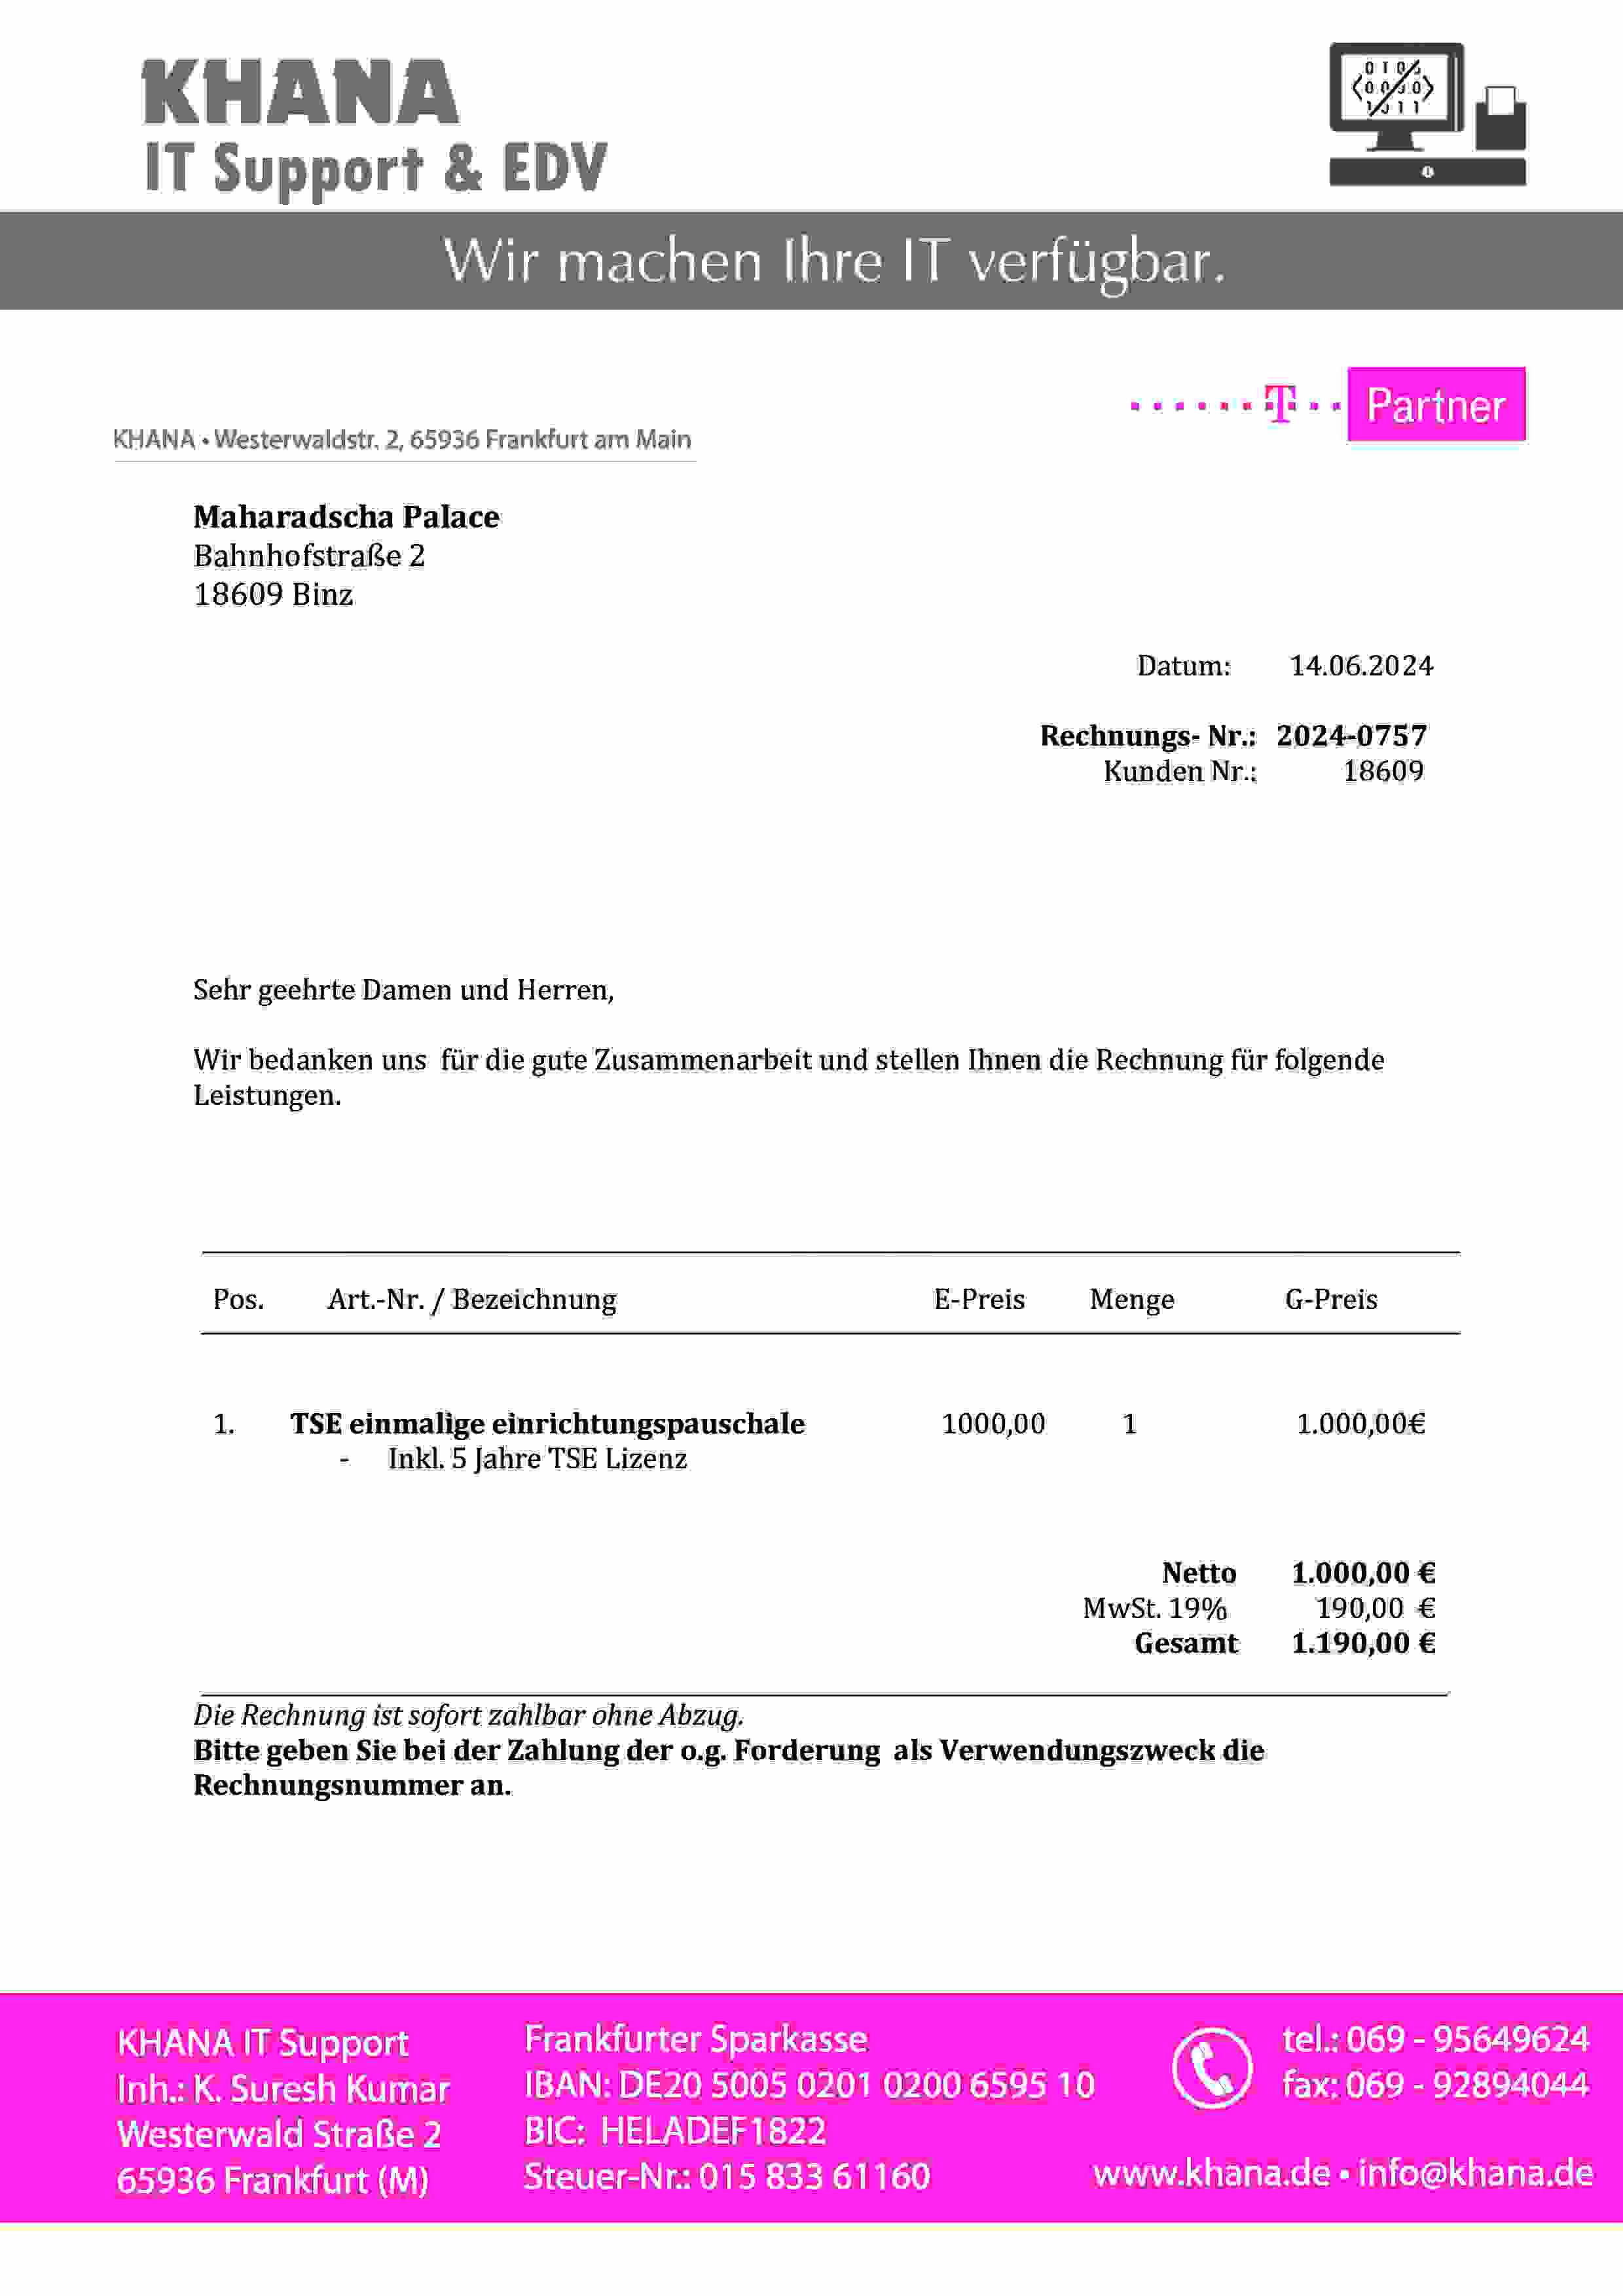 KHANA
IT Support & EDV
Wir machen Ihre IT verfügbar.
T Partner
KHANA • Westerwaldstr. 2, 65936 Frankfurt am Main
Maharadscha Palace
Bahnhofstraße 2
18609 Binz
Datum: 14.06.2024
Rechnungs- Nr.: 2024-0757
Kunden Nr.: 18609
Sehr geehrte Damen und Herren,
Wir bedanken uns für die gute Zusammenarbeit und stellen Ihnen die Rechnung für folgende
Leistungen.
Pos. Art.-Nr. / Bezeichnung E-Preis Menge G-Preis
1. TSE einmalige einrichtungspauschale 1000,00 1 1.000,00€
- Inkl. 5 Jahre TSE Lizenz
Netto 1.000,00 €
MwSt. 19% 190,00 €
Gesamt 1.190,00 €
Die Rechnung ist sofort zahlbar ohne Abzug.
Bitte geben Sie bei der Zahlung der o.g. Forderung als Verwendungszweck die
Rechnungsnummer an.
KHANA IT Support
Inh.: K. Suresh Kumar
Westerwald Straße 2
65936 Frankfurt (M)
Frankfurter Sparkasse
IBAN: DE20 5005 0201 0200 6595 10
BIC: HELADEF1822
Steuer-Nr.: 015 833 61160
tel.: 069 - 95649624
fax: 069 - 92894044
www.khana.de • info@khana.de